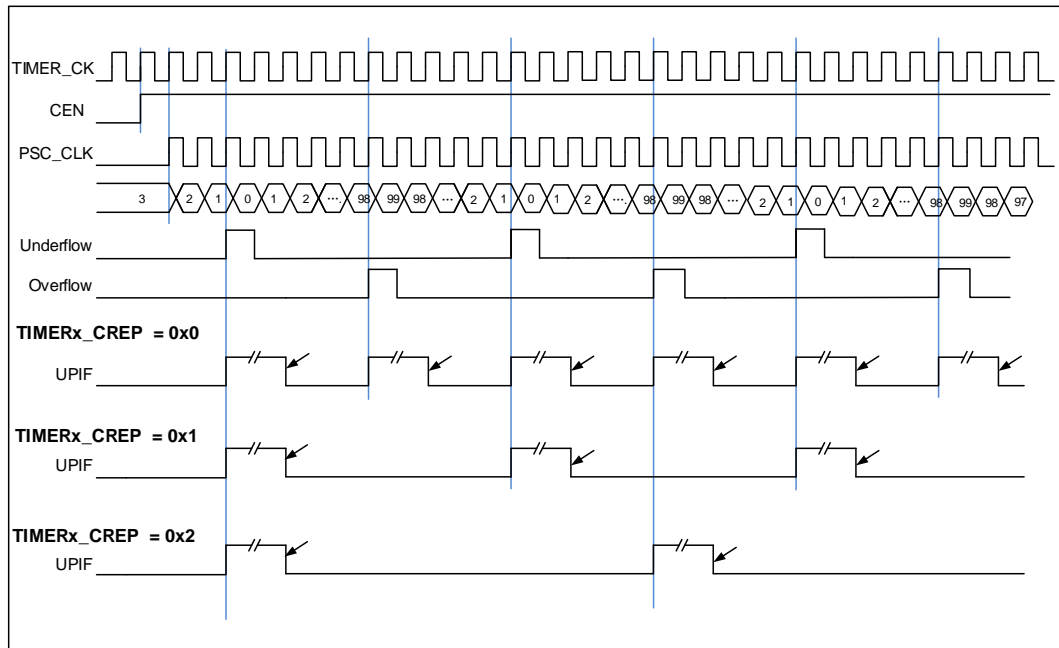 TIMER_CK
CEN
PSC_CLK
3 2 1 0 1 2 .... 98 99 98 ... 2 1 0 1 2 .... 98 99 98 ... 2 1 0 1 2 ... 98 99 98 97
Underflow
Overflow
TIMERx_CREP = 0x0
UPIF
TIMERx_CREP = 0x1
UPIF
TIMERx_CREP = 0x2
UPIF